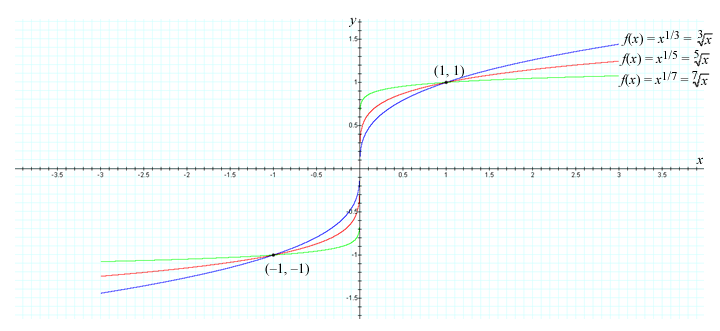 y
1.5
f(x) = x^{1/3} = ∛x
f(x) = x^{1/5} = ⁵√x
(1, 1)
f(x) = x^{1/7} = ⁷√x
1
0.5
x
-3.5 -3 -2.5 -2 -1.5 -1 -0.5 0.5 1 1.5 2 2.5 3 3.5
-0.5
-1
(−1, −1)
-1.5